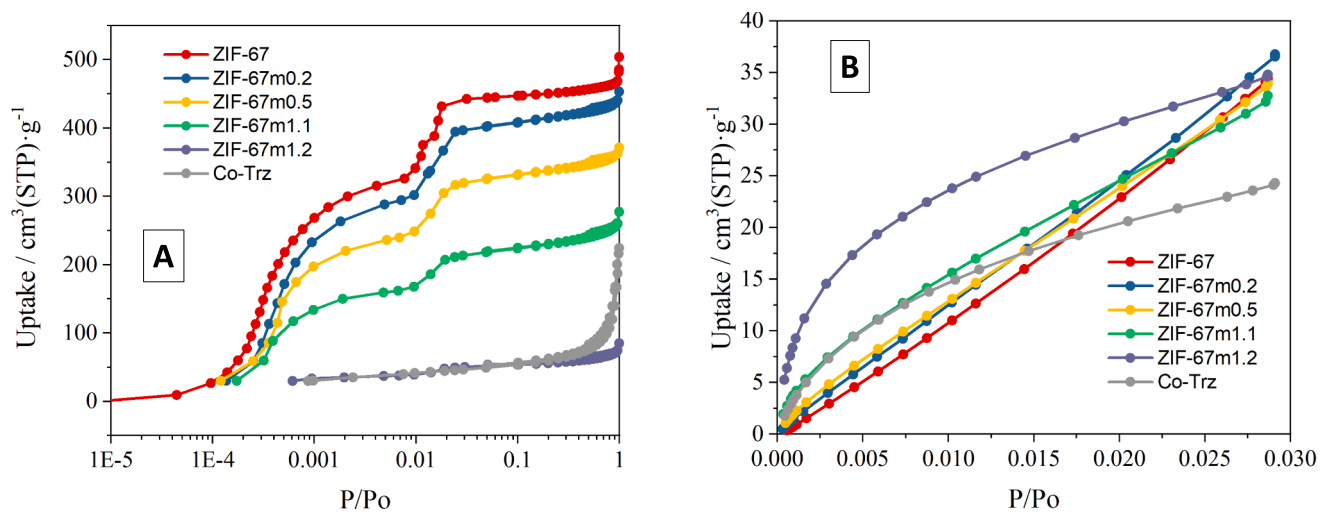 A
Uptake / cm³(STP)·g⁻¹
500
400
300
200
100
0
ZIF-67
ZIF-67m0.2
ZIF-67m0.5
ZIF-67m1.1
ZIF-67m1.2
Co-Trz
1E-5 1E-4 0.001 0.01 0.1 1
P/Po
B
Uptake / cm³(STP)·g⁻¹
40
35
30
25
20
15
10
5
0
ZIF-67
ZIF-67m0.2
ZIF-67m0.5
ZIF-67m1.1
ZIF-67m1.2
Co-Trz
0.000 0.005 0.010 0.015 0.020 0.025 0.030
P/Po